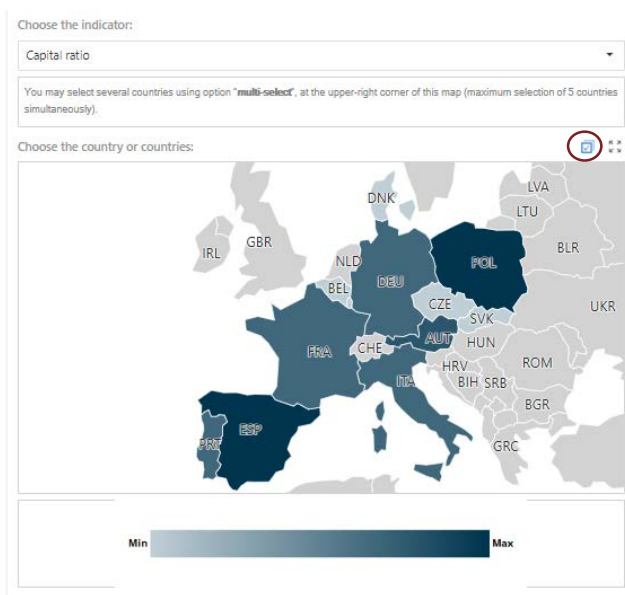 Choose the indicator:
Capital ratio
You may select several countries using option "multi-select", at the upper-right corner of this map (maximum selection of 5 countries
simultaneously).
Choose the country or countries:
LVA
DNK
LTU
GBR
IRL
BLR
NLD
POL
DEU
BEL
CZE
UKR
SVK
AUT
HUN
FRA
CHE
ROM
HRV
ITA
BIH
SRB
BGR
ESP
PRT
GRC
Min
Max